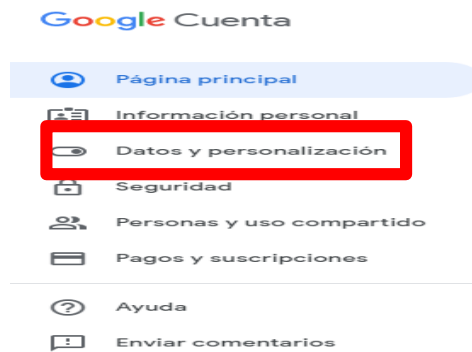 Google Cuenta
Página principal
Información personal
Datos y personalización
Seguridad
Personas y uso compartido
Pagos y suscripciones
Ayuda
Enviar comentarios